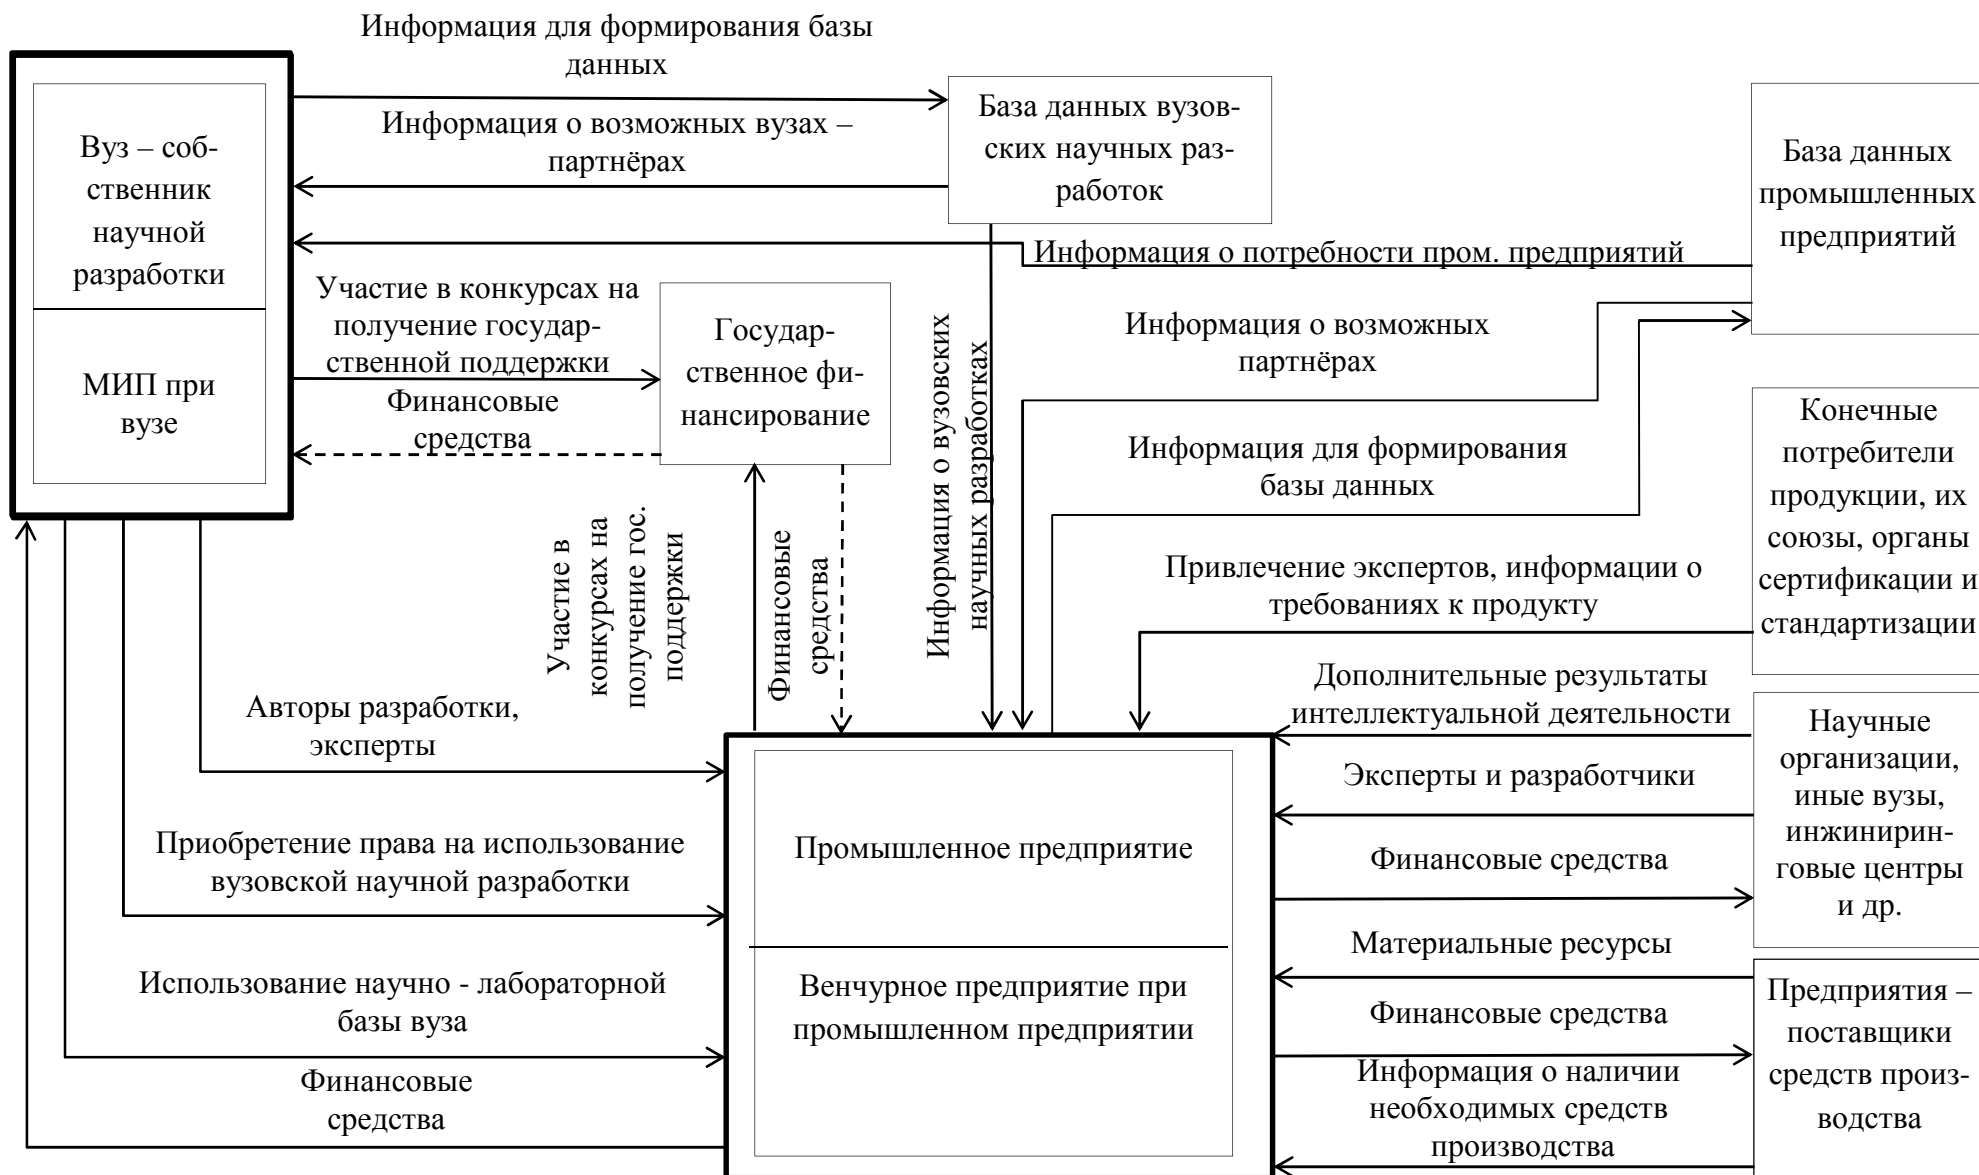 Информация для формирования базы
данных
Вуз – соб-
ственник
научной
разработки
МИП при
вузе
Информация о возможных вузах –
партнёрах
База данных вузов-
ских научных раз-
работок
База данных
промышленных
предприятий
Информация о потребности пром. предприятий
Участие в конкурсах на
получение государ-
ственной поддержки
Финансовые
средства
Государ-
ственное фи-
нансирование
Информация о вузовских
научных разработках
Информация о возможных
партнёрах
Информация для формирования
базы данных
Конечные
потребители
продукции, их
союзы, органы
сертификации и
стандартизации
Участие в
конкурсах на
получение гос.
поддержки
Финансовые
средства
Привлечение экспертов, информации о
требованиях к продукту
Дополнительные результаты
интеллектуальной деятельности
Научные
организации,
иные вузы,
инжинирин-
говые центры
и др.
Авторы разработки,
эксперты
Эксперты и разработчики
Приобретение права на использование
вузовской научной разработки
Промышленное предприятие
Финансовые средства
Материальные ресурсы
Использование научно - лабораторной
базы вуза
Венчурное предприятие при
промышленном предприятии
Финансовые средства
Предприятия –
поставщики
средств произ-
водства
Финансовые
средства
Информация о наличии
необходимых средств
производства